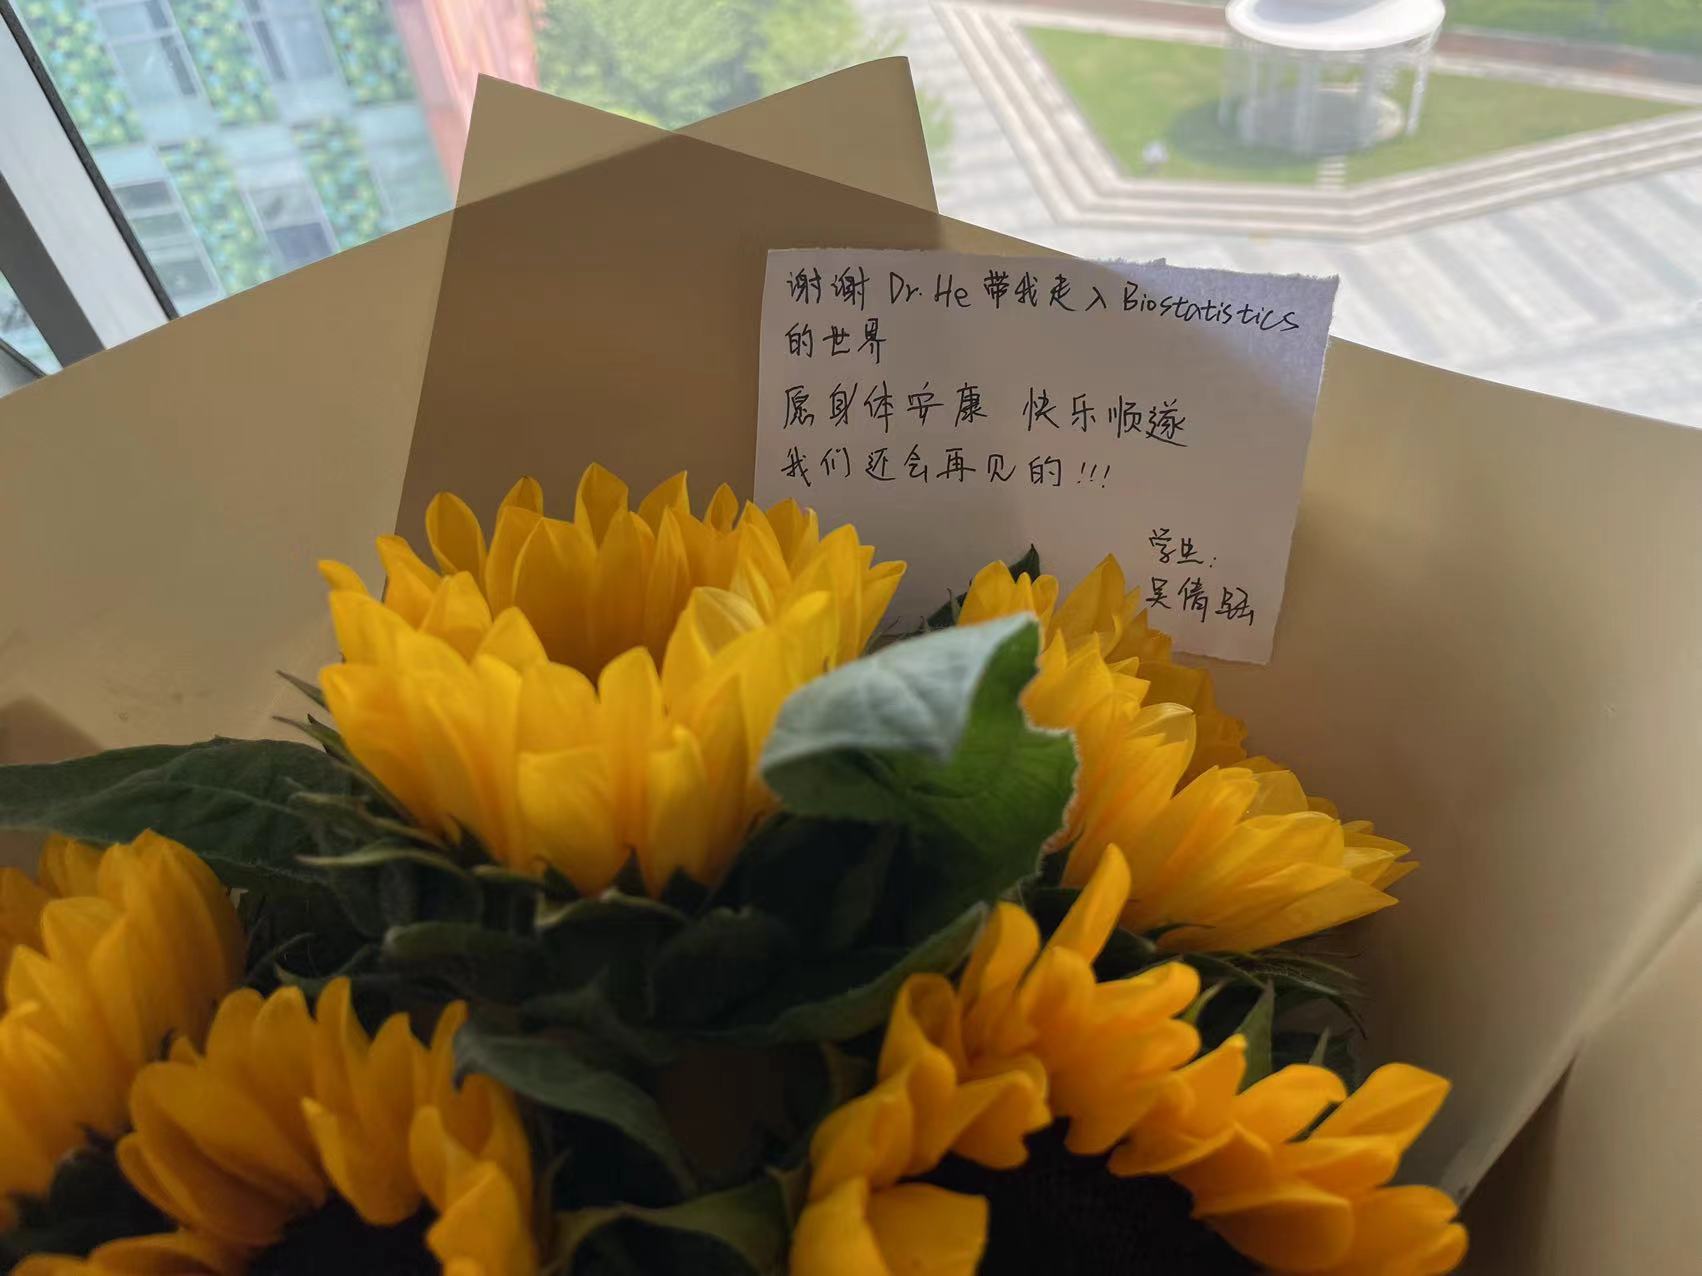 谢谢 Dr. He 带我走入 Biostatistics
的世界
愿身体安康 快乐顺遂
我们还会再见的!!!
学生:
吴倩